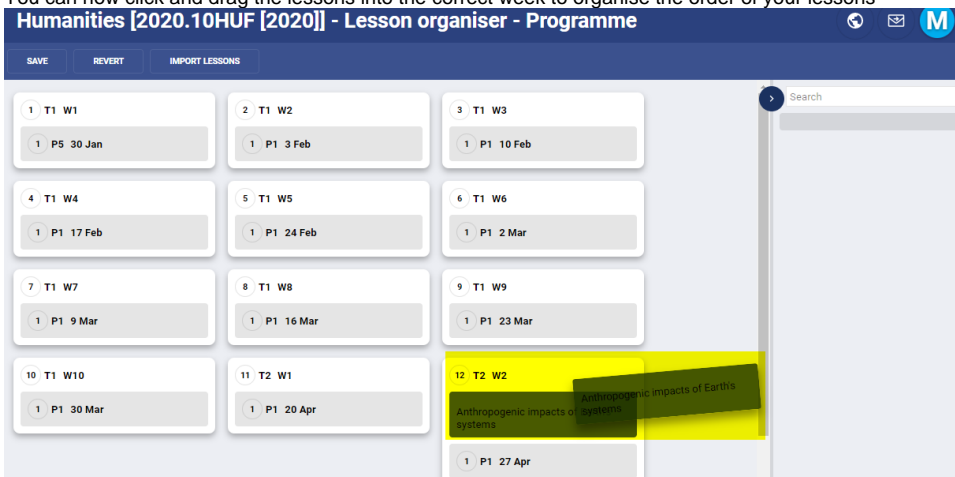 You can now click and drag the lessons into the correct week to organise the order of your lessons
Humanities [2020.10HUF [2020]] - Lesson organiser - Programme
M
SAVE REVERT IMPORT LESSONS
Search
1 T1 W1
1 P5 30 Jan
2 T1 W2
1 P1 3 Feb
3 T1 W3
1 P1 10 Feb
4 T1 W4
1 P1 17 Feb
5 T1 W5
1 P1 24 Feb
6 T1 W6
1 P1 2 Mar
7 T1 W7
1 P1 9 Mar
8 T1 W8
1 P1 16 Mar
9 T1 W9
1 P1 23 Mar
10 T1 W10
1 P1 30 Mar
11 T2 W1
1 P1 20 Apr
12 T2 W2
Anthropogenic impacts of
systems
Anthropogenic impacts of Earth's
systems
1 P1 27 Apr